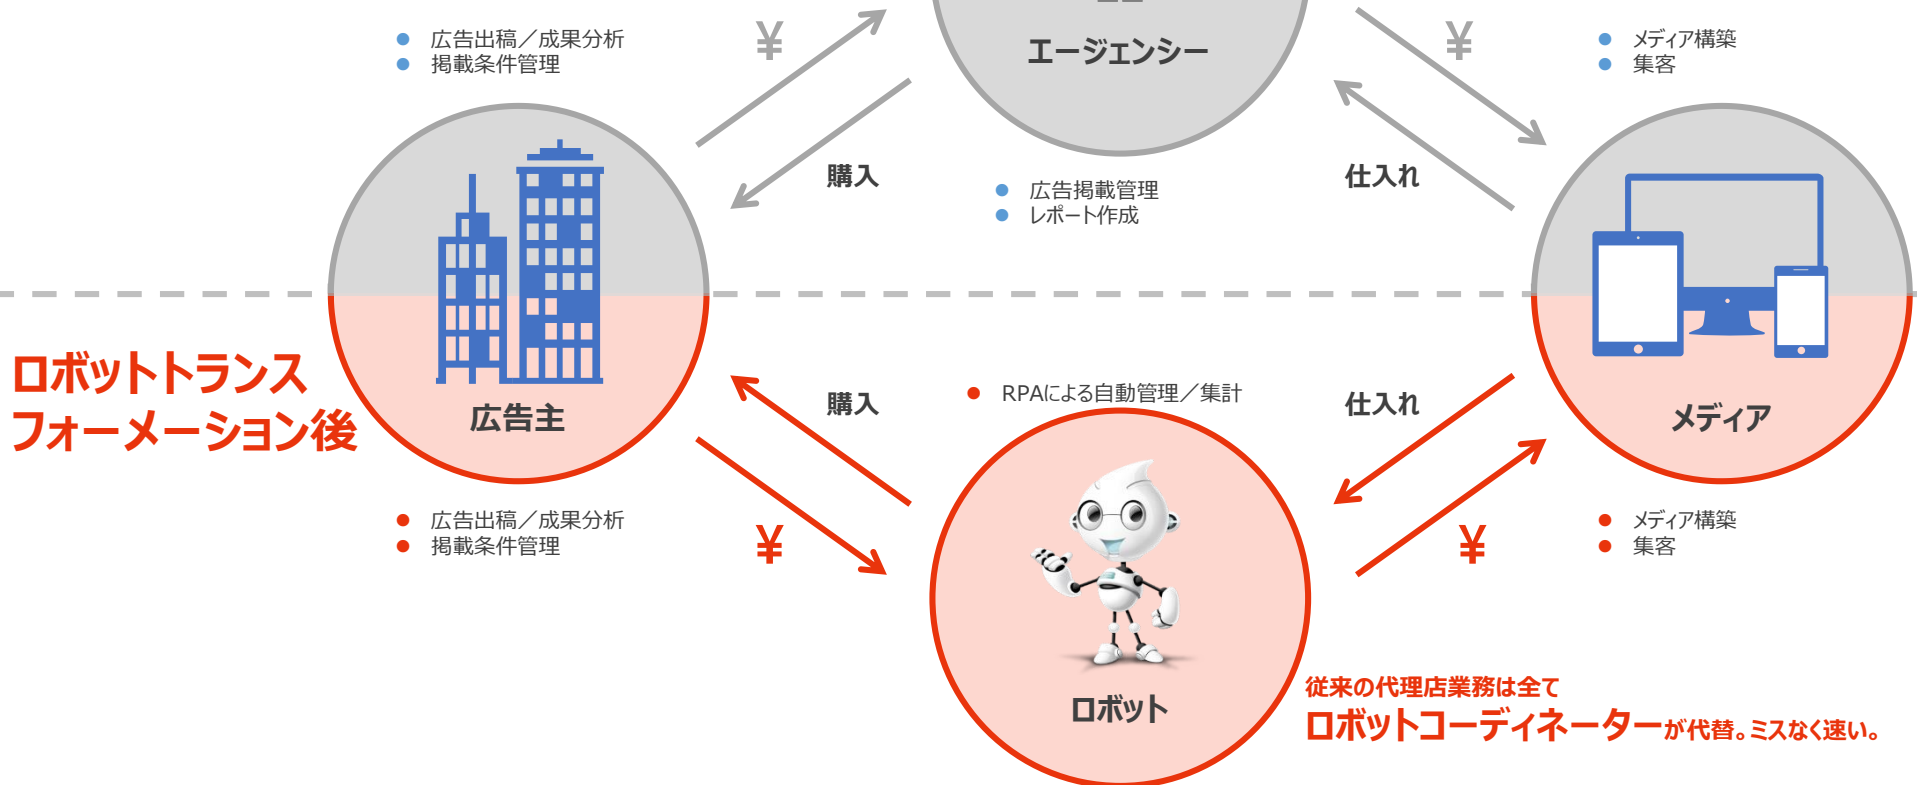 広告出稿／成果分析
掲載条件管理
¥
エージェンシー
¥
メディア構築
集客
購入
広告掲載管理
レポート作成
仕入れ
ロボットトランス
フォーメーション後
広告主
購入
RPAによる自動管理／集計
仕入れ
メディア
広告出稿／成果分析
掲載条件管理
¥
ロボット
¥
メディア構築
集客
従来の代理店業務は全て
ロボットコーディネーターが代替。ミスなく速い。